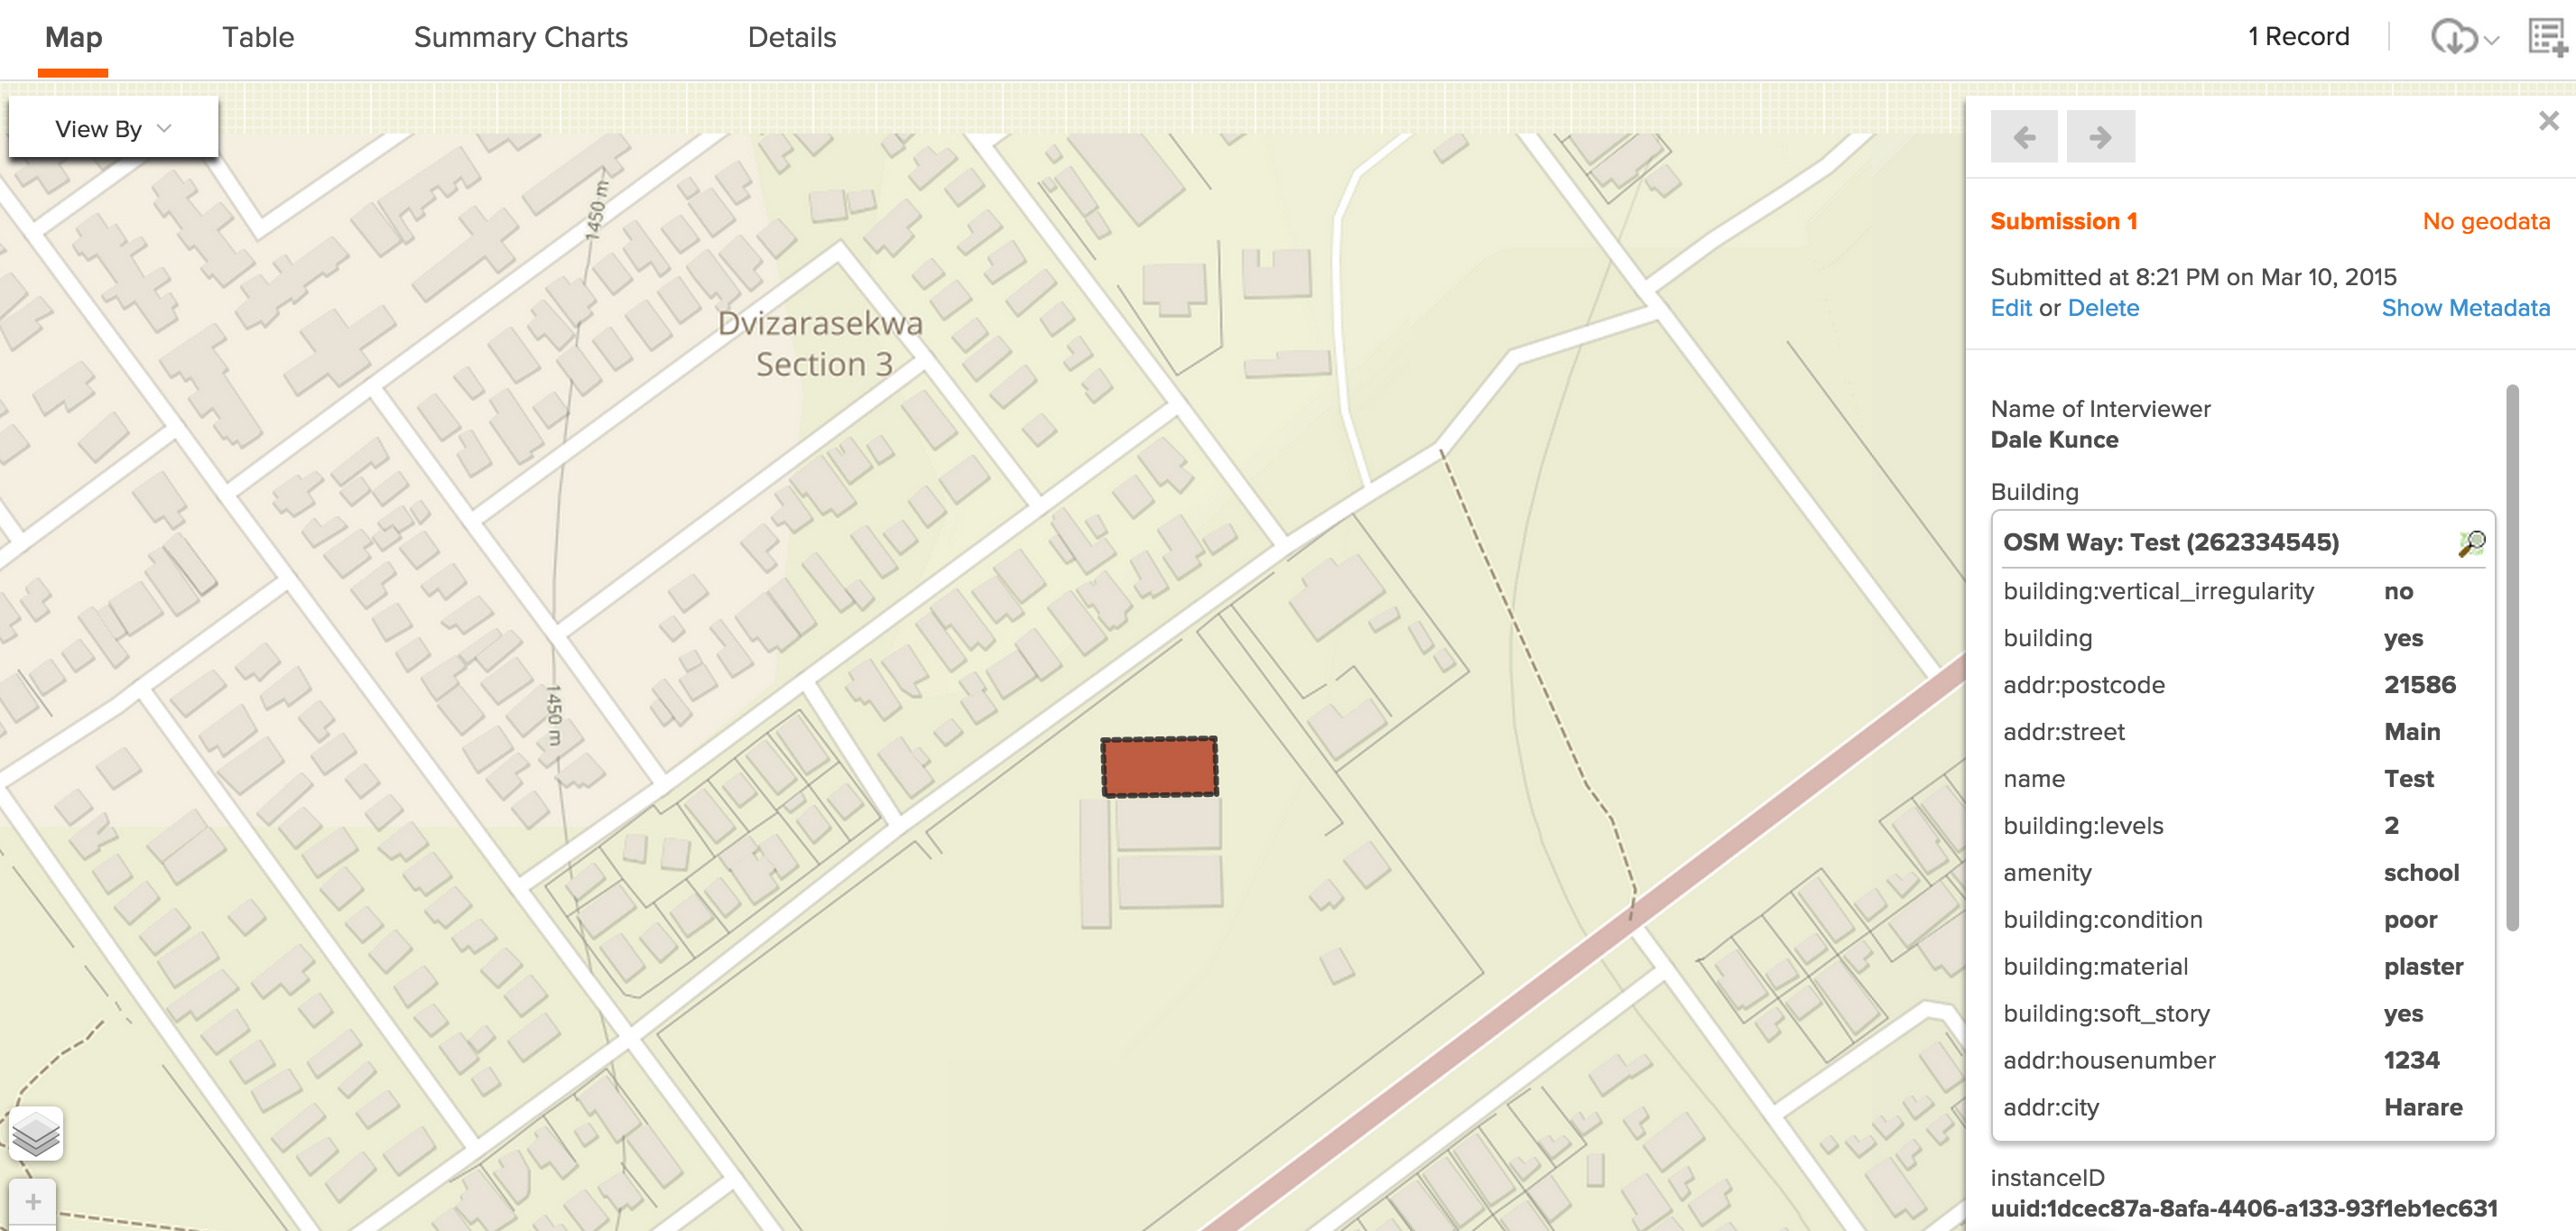 Map Table Summary Charts Details 1 Record
View By
1450 m
Dvizarasekwa
Section 3
1450 m
Submission 1 No geodata
Submitted at 8:21 PM on Mar 10, 2015
Edit or Delete Show Metadata
Name of Interviewer
Dale Kunce
Building
OSM Way: Test (262334545)
building:vertical_irregularity no
building yes
addr:postcode 21586
addr:street Main
name Test
building:levels 2
amenity school
building:condition poor
building:material plaster
building:soft_story yes
addr:housenumber 1234
addr:city Harare
instanceID
uuid:1dcec87a-8afa-4406-a133-93f1eb1ec631